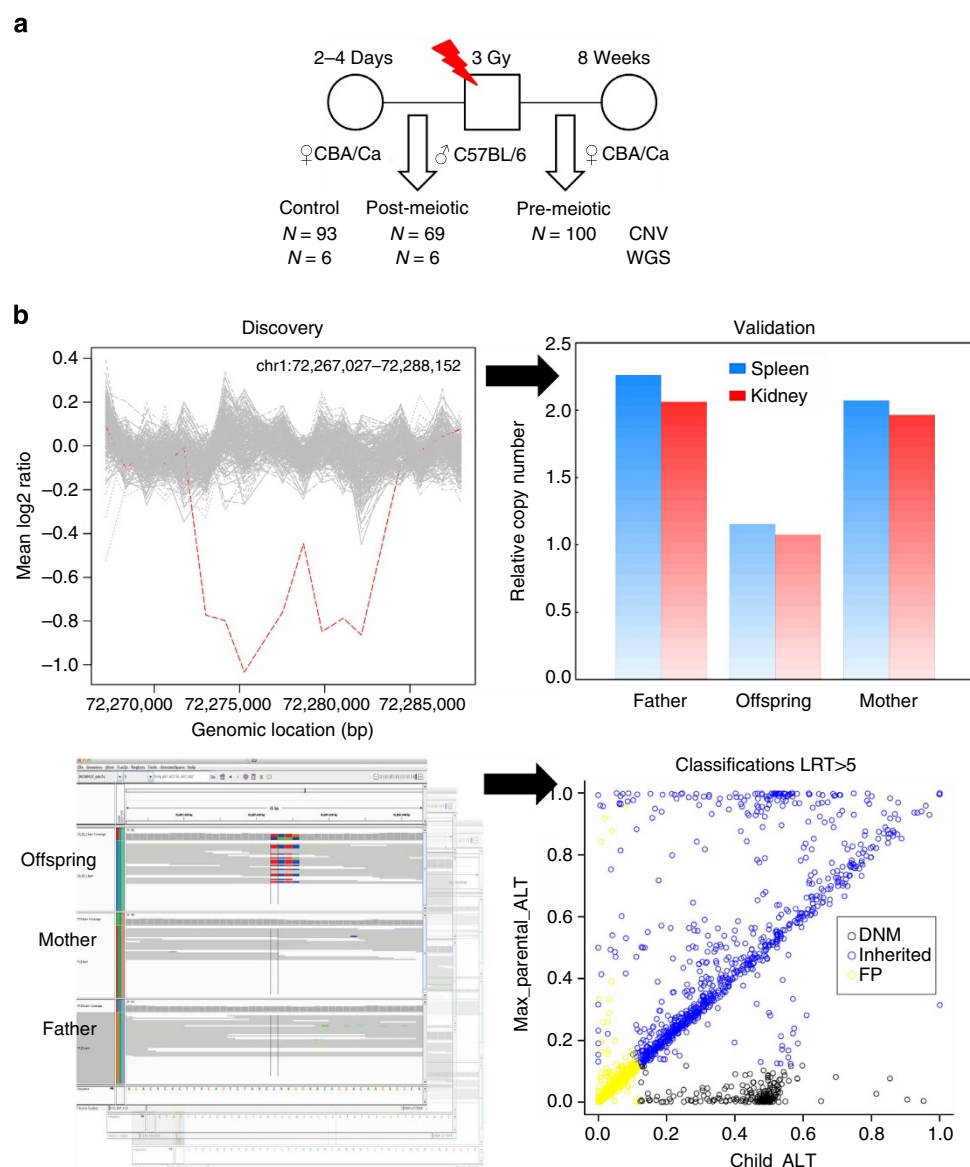 a
2–4 Days 3 Gy 8 Weeks
♀CBA/Ca ♂ C57BL/6 ♀CBA/Ca
Control Post-meiotic Pre-meiotic
N = 93 N = 69 N = 100 CNV
N = 6 N = 6 WGS
b
Discovery
chr1:72,267,027–72,288,152
Mean log2 ratio
0.4
0.2
0.0
−0.2
−0.4
−0.6
−0.8
−1.0
72,270,000 72,275,000 72,280,000 72,285,000
Genomic location (bp)
Validation
Relative copy number
2.5
2.0
1.5
1.0
0.5
0.0
Spleen
Kidney
Father Offspring Mother
Offspring
Mother
Father
Classifications LRT>5
Max_parental_ALT
1.0
0.8
0.6
0.4
0.2
0.0
DNM
Inherited
FP
0.0 0.2 0.4 0.6 0.8 1.0
Child_ALT